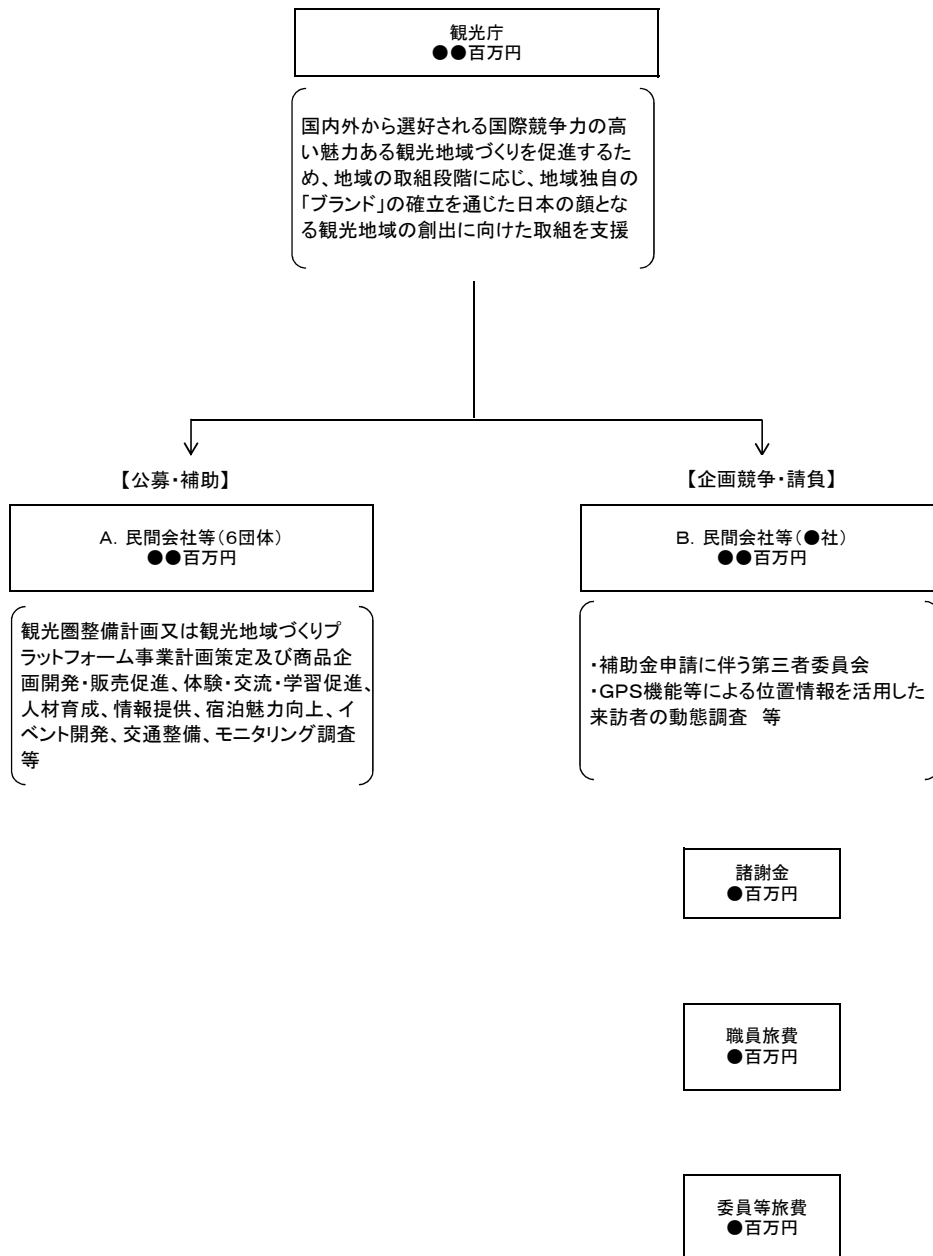 観光庁
●●百万円
国内外から選好される国際競争力の高
い魅力ある観光地域づくりを促進するた
め、地域の取組段階に応じ、地域独自の
「ブランド」の確立を通じた日本の顔とな
る観光地域の創出に向けた取組を支援
【公募・補助】
A. 民間会社等(6団体)
●●百万円
観光圏整備計画又は観光地域づくりプ
ラットフォーム事業計画策定及び商品企
画開発・販売促進、体験・交流・学習促進、
人材育成、情報提供、宿泊魅力向上、イ
ベント開発、交通整備、モニタリング調査
等
【企画競争・請負】
B. 民間会社等(●社)
●●百万円
・補助金申請に伴う第三者委員会
・GPS機能等による位置情報を活用した
来訪者の動態調査 等
諸謝金
●百万円
職員旅費
●百万円
委員等旅費
●百万円